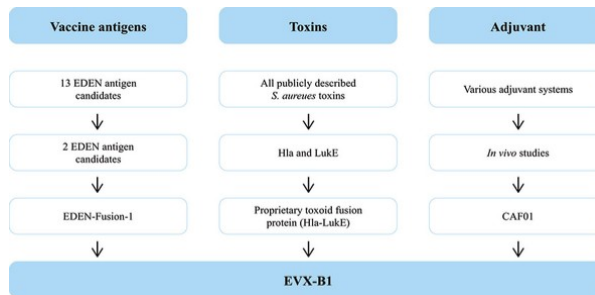 Vaccine antigens
Toxins
Adjuvant
13 EDEN antigen
candidates
All publicly described
S. aureues toxins
Various adjuvant systems
2 EDEN antigen
candidates
Hla and LukE
In vivo studies
EDEN-Fusion-1
Proprietary toxoid fusion
protein (Hla-LukE)
CAF01
EVX-B1